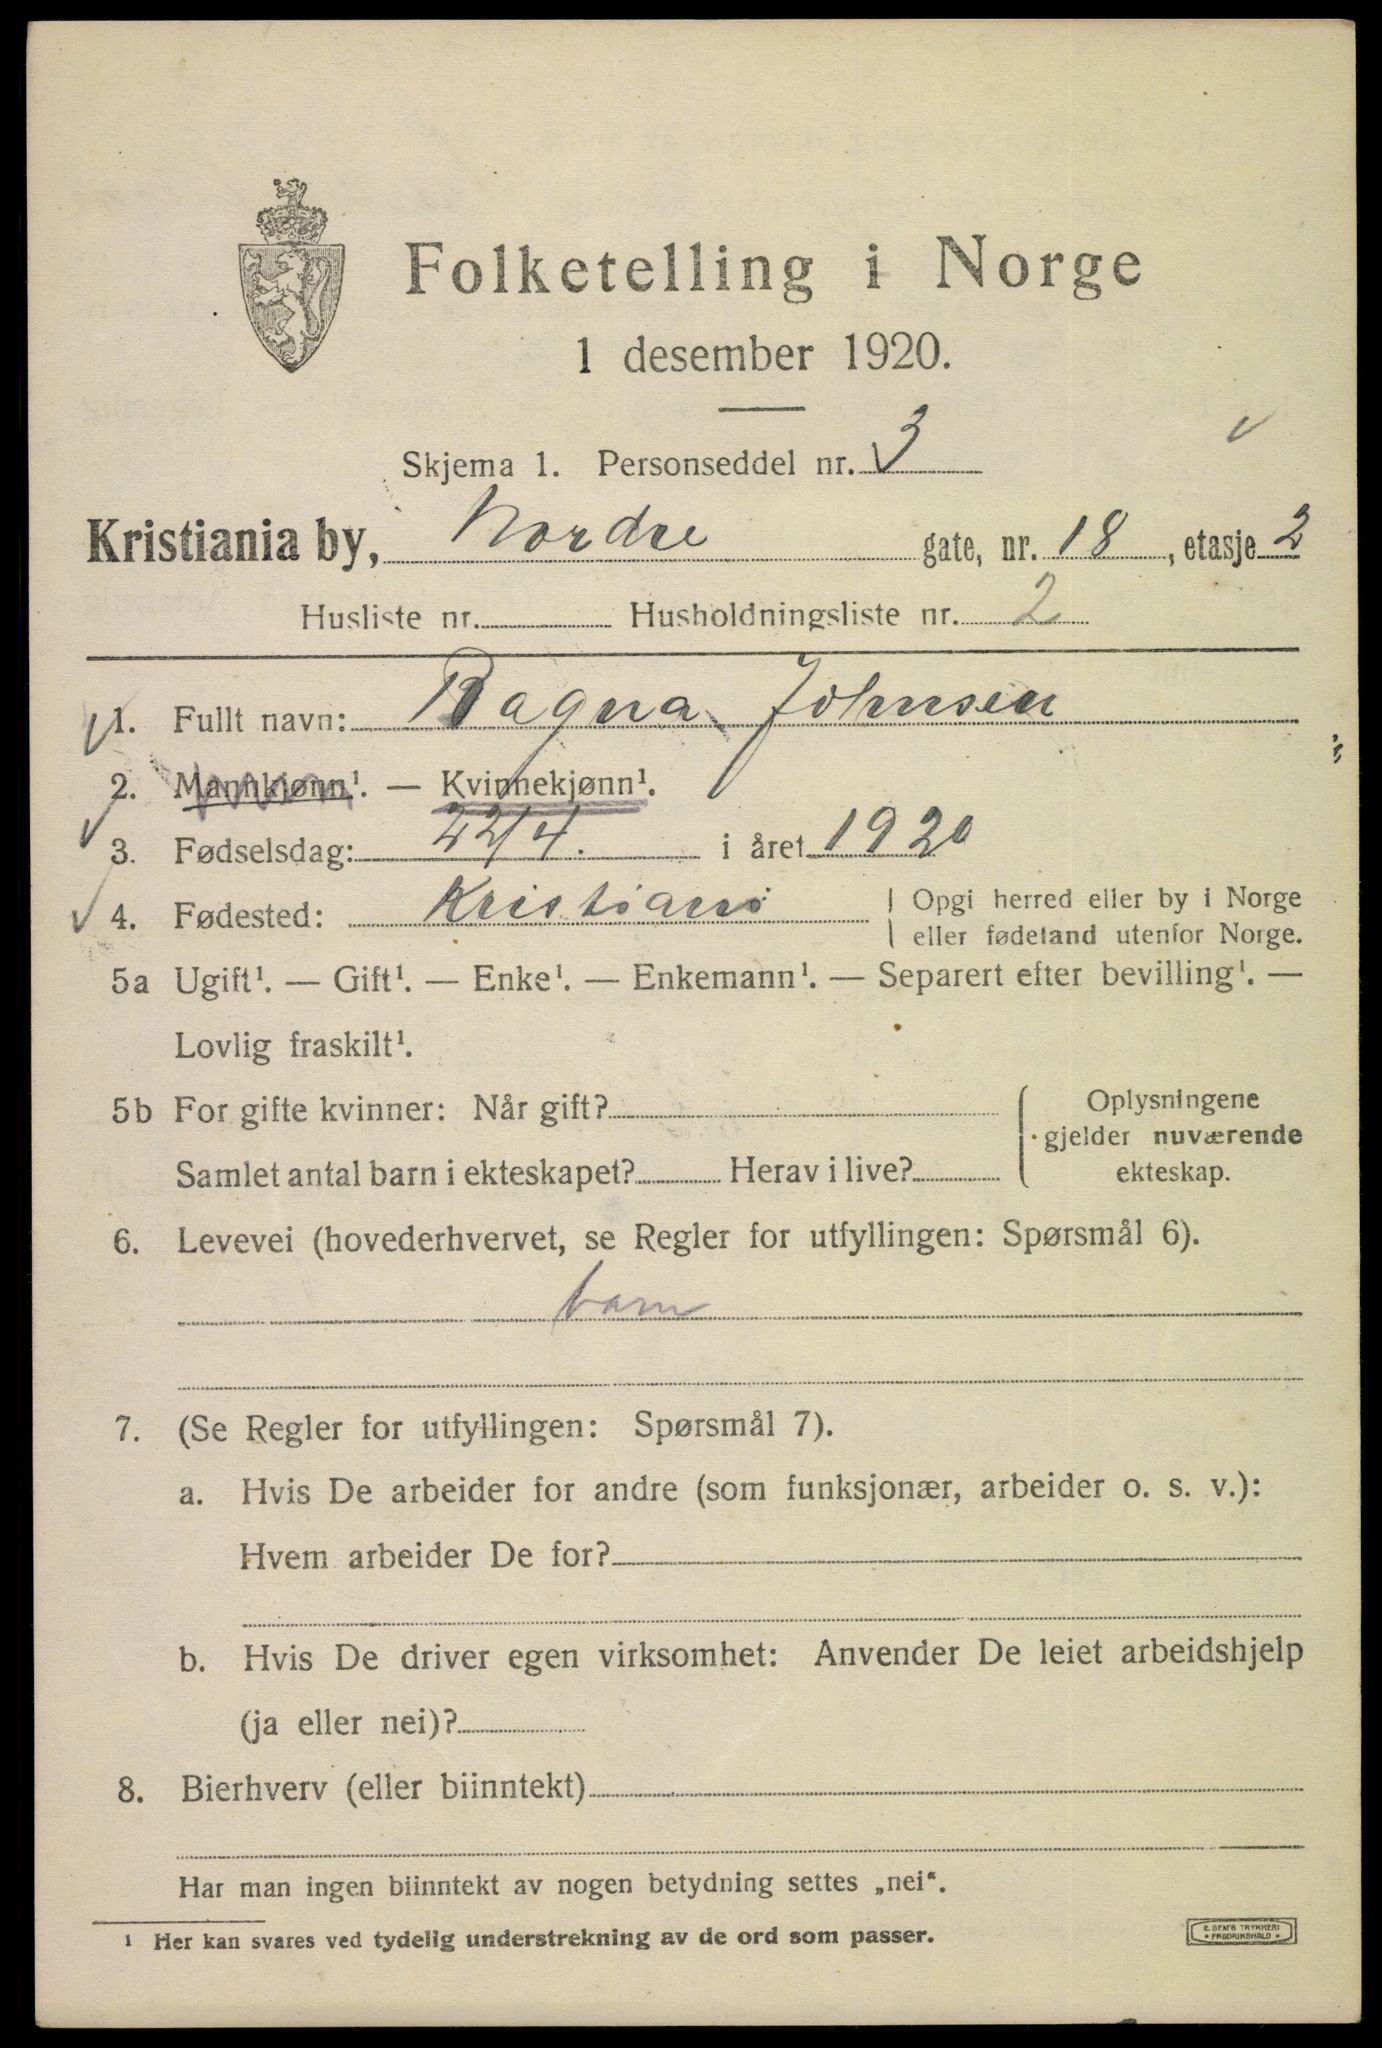 Folketelling i Norge
1 desember 1920.
Skjema 1. Personseddel nr. 3
Kristiania by, Nordre gate, nr. 18, etasje 2
Husliste nr. Husholdningsliste nr. 2
1. Fullt navn: Ragna Johnsen
2. Mannkjønn¹. — Kvinnekjønn¹.
3. Fødselsdag: 22/4. i året 1920
4. Fødested: Kristiani Opgi herred eller by i Norge
eller fødeland utenfor Norge.
5a Ugift¹. — Gift¹. — Enke¹. — Enkemann¹. — Separert efter bevilling¹. —
Lovlig fraskilt¹.
5b For gifte kvinner: Når gift? Oplysningene
gjelder nuværende
Samlet antal barn i ekteskapet? Herav i live? ekteskap.
6. Levevei (hovederhvervet, se Regler for utfyllingen: Spørsmål 6).
barn
7. (Se Regler for utfyllingen: Spørsmål 7).
a. Hvis De arbeider for andre (som funksjonær, arbeider o. s. v.):
Hvem arbeider De for?
b. Hvis De driver egen virksomhet: Anvender De leiet arbeidshjelp
(ja eller nei)?
8. Bierhverv (eller biinntekt)
Har man ingen biinntekt av nogen betydning settes „nei“.
¹ Her kan svares ved tydelig understrekning av de ord som passer.
E. SEM'S TRYKKERI
FREDRIKSHALD